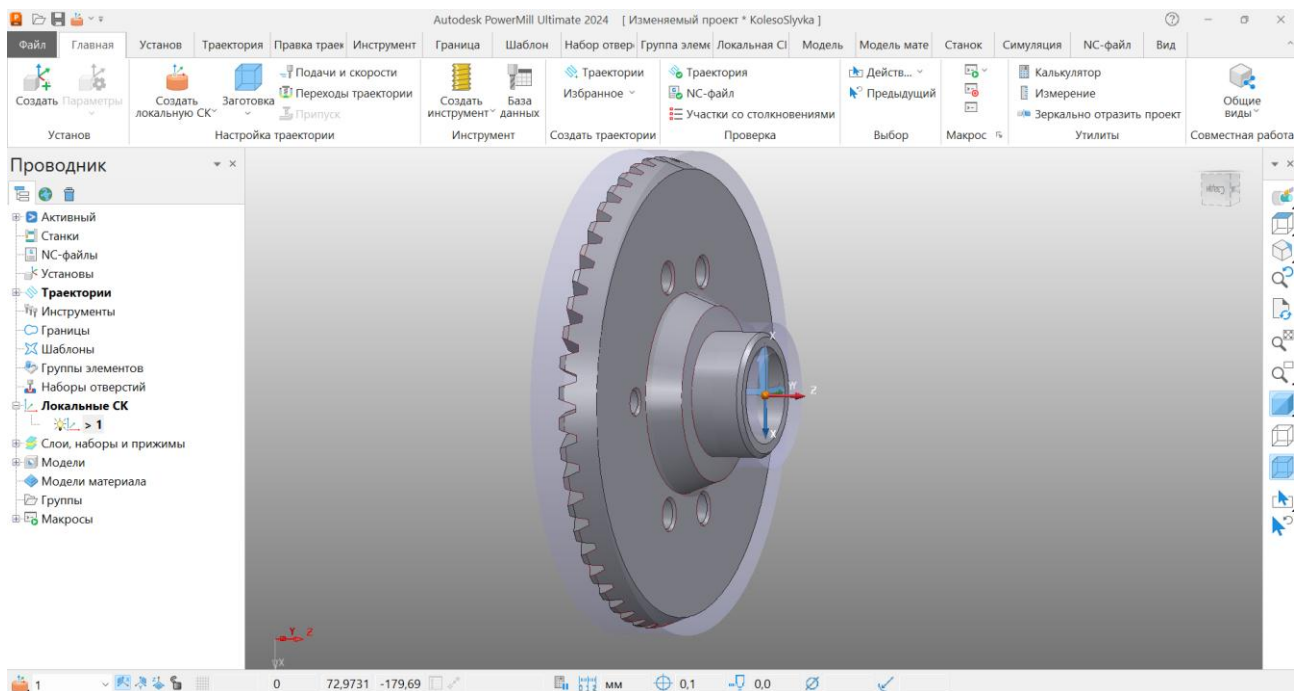 Autodesk PowerMill Ultimate 2024 [ Изменяемый проект * KolesoSlyvka ]
Файл Главная Установ Траектория Правка траек Инструмент Граница Шаблон Набор отвер Группа элеме Локальная СІ Модель Модель мате Станок Симуляция NC-файл Вид
Подачи и скорости Траектории Траектория Действ... Калькулятор
Создать Параметры Создать локальную СК Заготовка Переходы траектории Создать инструмент База данных Избранное NC-файл Предыдущий Измерение Общие виды
Припуск Участки со столкновениями Зеркально отразить проект
Установ Настройка траектории Инструмент Создать траектории Проверка Выбор Макрос Утилиты Совместная работа
Проводник
Активный
Станки
NC-файлы
Установы
Траектории
Инструменты
Границы
Шаблоны
Группы элементов
Наборы отверстий
Локальные СК
> 1
Слои, наборы и прижимы
Модели
Модели материала
Группы
Макросы
X
Y Z
X
Y Z
X
1 0 72,9731 -179,69 мм 0,1 0,0